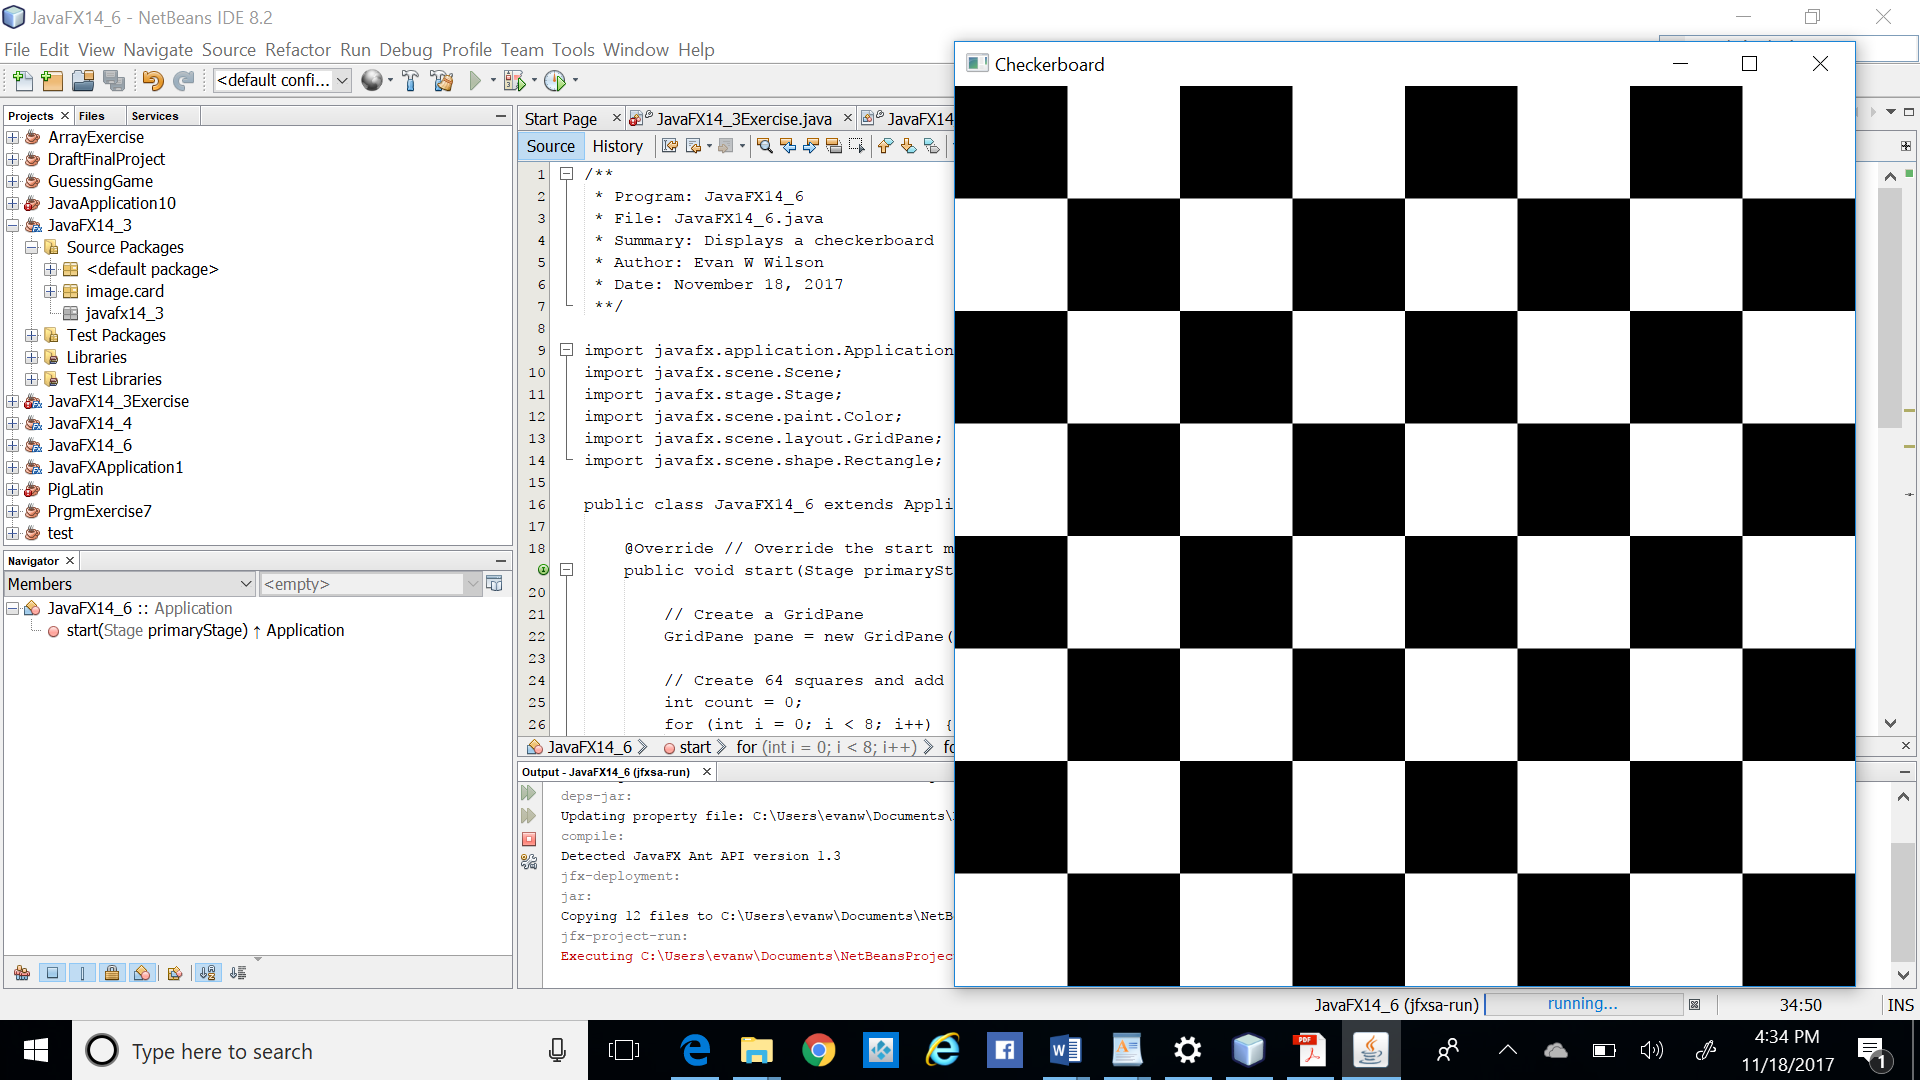 JavaFX14_6 - NetBeans IDE 8.2
File Edit View Navigate Source Refactor Run Debug Profile Team Tools Window Help
<default confi...
Projects Files Services
ArrayExercise
DraftFinalProject
GuessingGame
JavaApplication10
JavaFX14_3
Source Packages
<default package>
image.card
javafx14_3
Test Packages
Libraries
Test Libraries
JavaFX14_3Exercise
JavaFX14_4
JavaFX14_6
JavaFXApplication1
PigLatin
PrgmExercise7
test
Navigator
Members <empty>
JavaFX14_6 :: Application
start(Stage primaryStage) ↑ Application
Start Page JavaFX14_3Exercise.java JavaFX14
Source History
1 /**
2 * Program: JavaFX14_6
3 * File: JavaFX14_6.java
4 * Summary: Displays a checkerboard
5 * Author: Evan W Wilson
6 * Date: November 18, 2017
7 **/
8
9 import javafx.application.Application
10 import javafx.scene.Scene;
11 import javafx.stage.Stage;
12 import javafx.scene.paint.Color;
13 import javafx.scene.layout.GridPane;
14 import javafx.scene.shape.Rectangle;
15
16 public class JavaFX14_6 extends Appli
17
18 @Override // Override the start m
public void start(Stage primarySt
20
21 // Create a GridPane
22 GridPane pane = new GridPane(
23
24 // Create 64 squares and add
25 int count = 0;
26 for (int i = 0; i < 8; i++) {
JavaFX14_6 start for (int i = 0; i < 8; i++) fo
Output - JavaFX14_6 (jfxsa-run)
deps-jar:
Updating property file: C:\Users\evanw\Documents\
compile:
Detected JavaFX Ant API version 1.3
jfx-deployment:
jar:
Copying 12 files to C:\Users\evanw\Documents\NetB
jfx-project-run:
Executing C:\Users\evanw\Documents\NetBeansProjec
Checkerboard
JavaFX14_6 (jfxsa-run) running... 34:50 INS
Type here to search
4:34 PM
11/18/2017
1